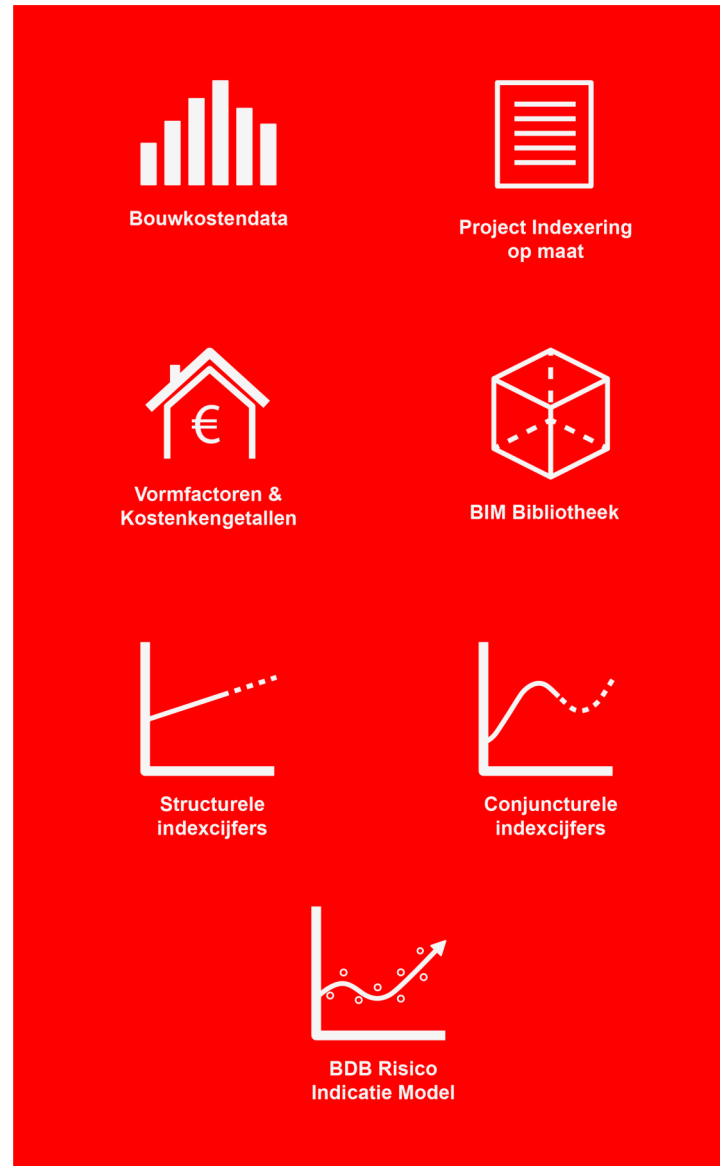 Bouwkostendata
Project Indexering
op maat
€
Vormfactoren &
Kostenkengetallen
BIM Bibliotheek
Structurele
indexcijfers
Conjuncturele
indexcijfers
BDB Risico
Indicatie Model